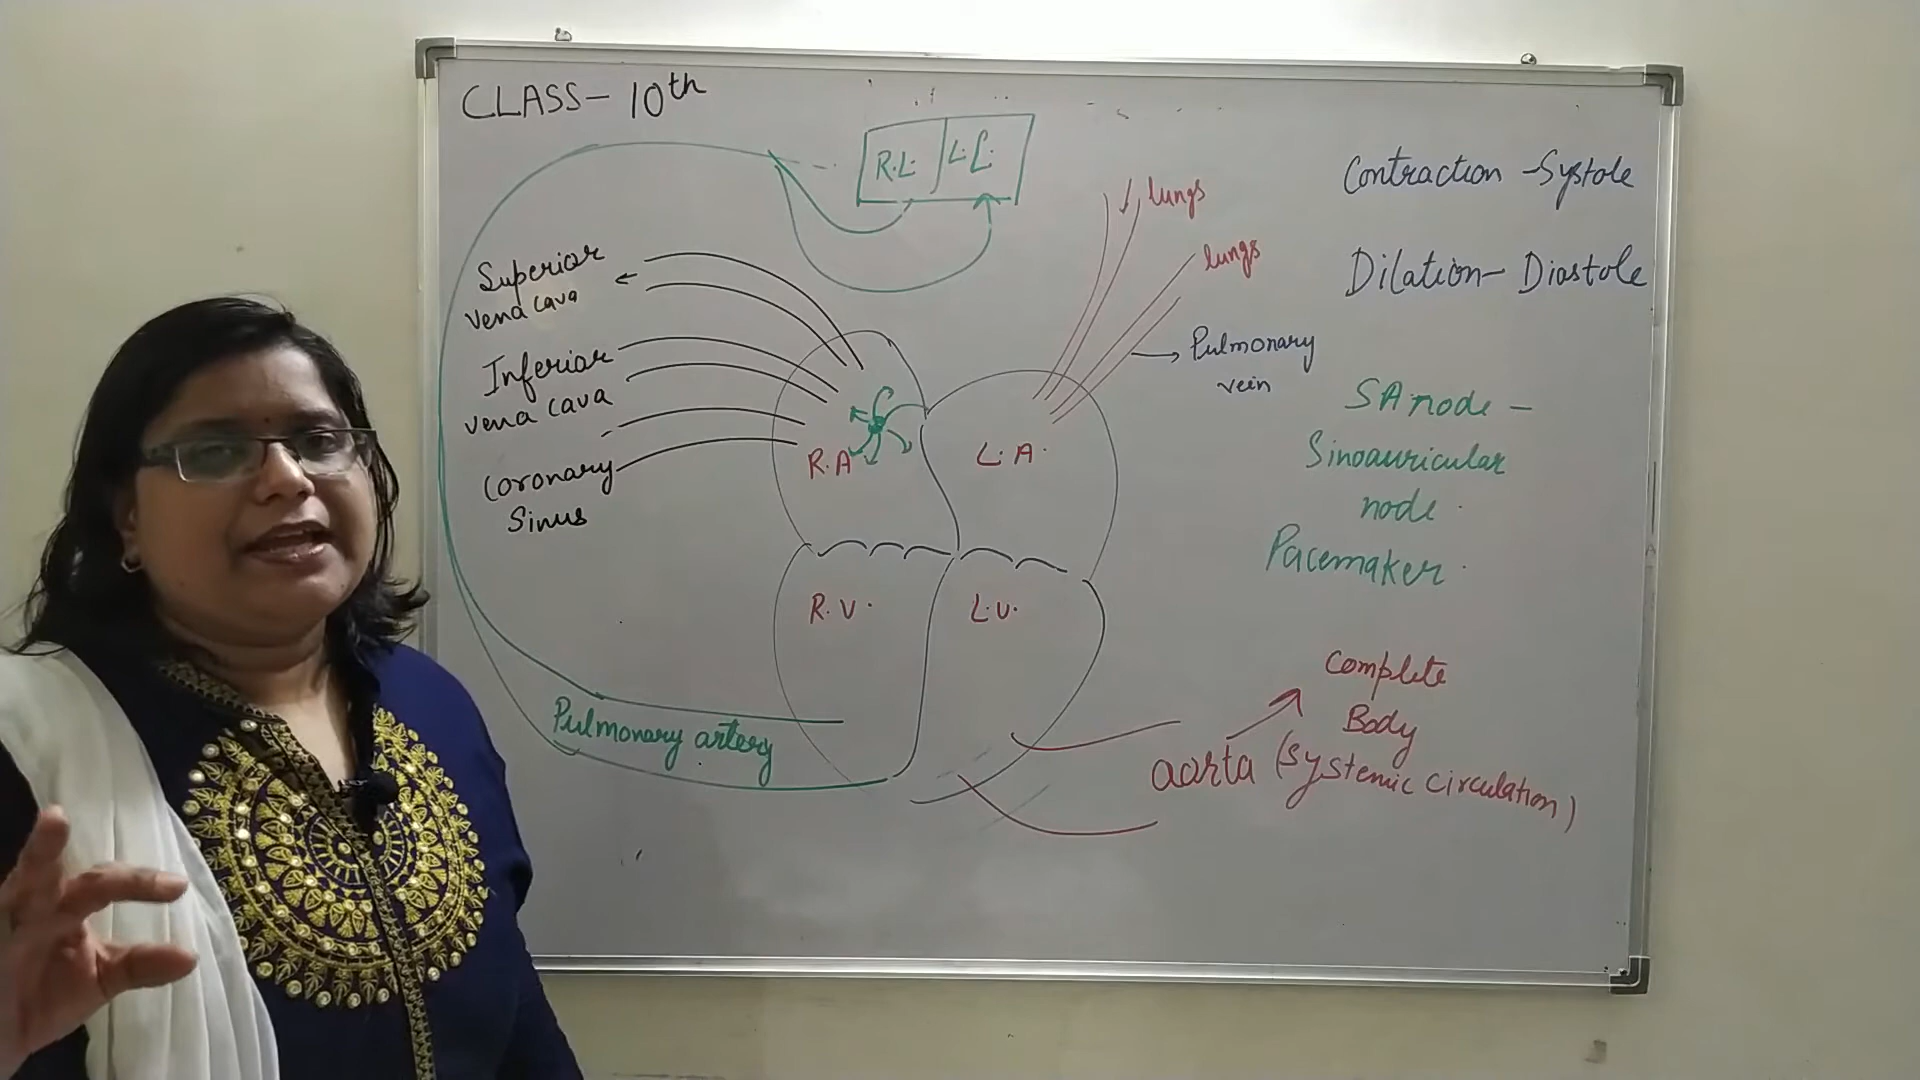 CLASS- 10th
R.L. L.L.
lungs
lungs
Contraction -Systole
Dilation- Diastole
Superior
vena cava
Inferior
vena cava
Coronary
Sinus
Pulmonary
vein
SA node -
Sinoauricular
node.
Pacemaker.
R.A
L.A.
R.V.
L.V.
Pulmonary artery
Complete
Body
aorta (systemic circulation)